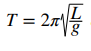 T = 2π√(L/g)